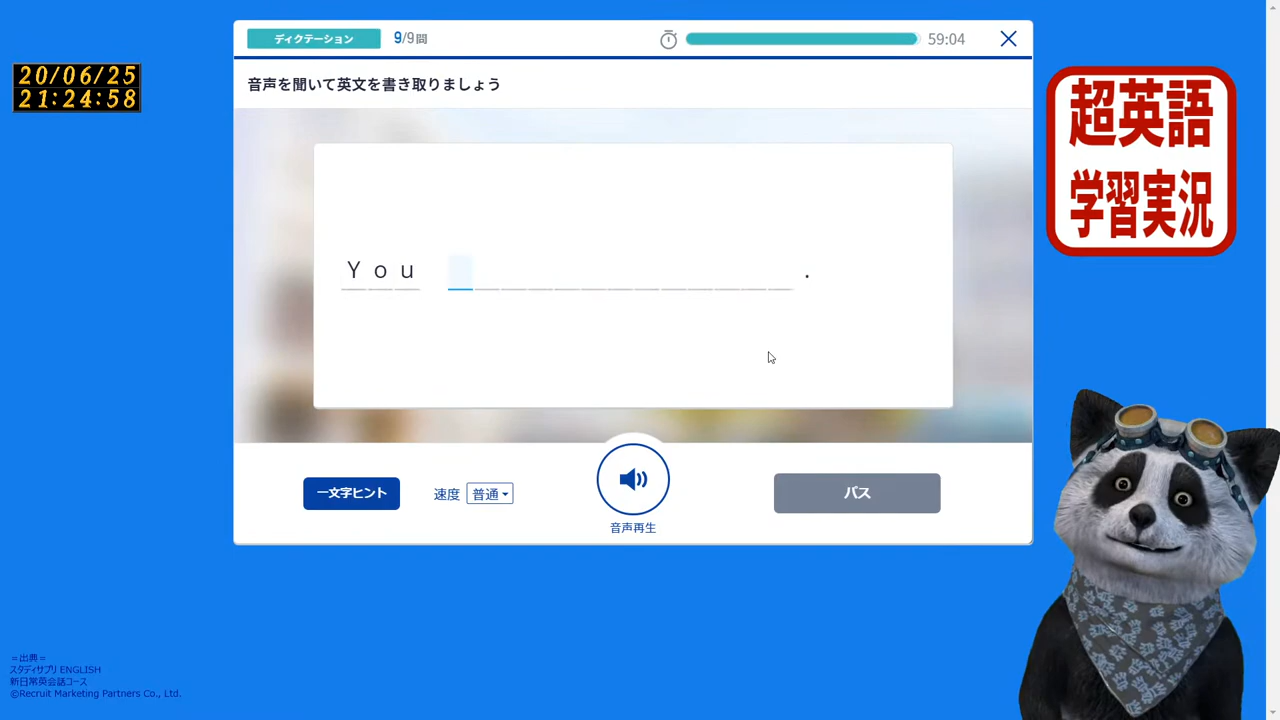 ディクテーション 9/9問 59:04
20/06/25
21:24:58
音声を聞いて英文を書き取りましょう
超英語
学習実況
You .
一文字ヒント 速度 普通 パス
音声再生
＝出典＝
スタディサプリ ENGLISH
新日常英会話コース
©Recruit Marketing Partners Co., Ltd.